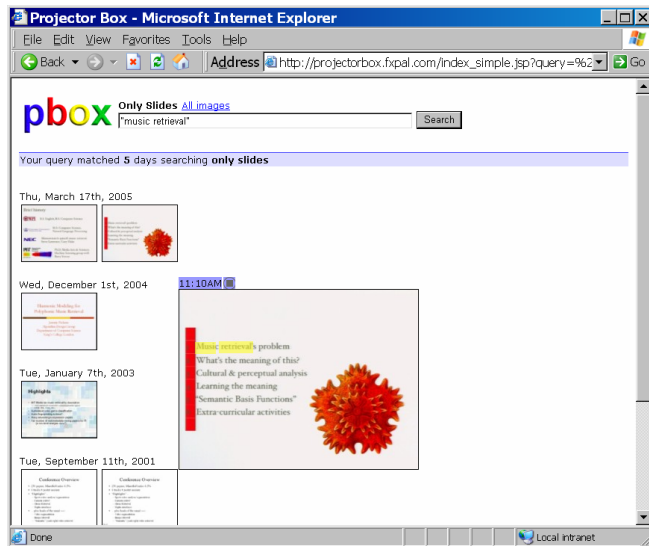 Projector Box - Microsoft Internet Explorer
File Edit View Favorites Tools Help
Back Address http://projectorbox.fxpal.com/index_simple.jsp?query=%2 Go
pbox
Only Slides All images
"music retrieval" Search
Your query matched 5 days searching only slides
Thu, March 17th, 2005
NEC
Wed, December 1st, 2004
11:10AM
Music retrieval's problem
What's the meaning of this?
Cultural & perceptual analysis
Learning the meaning
"Semantic Basis Functions"
Extra-curricular activities
Tue, January 7th, 2003
Highlights
Tue, September 11th, 2001
Conference Overview Conference Overview
Done Local intranet